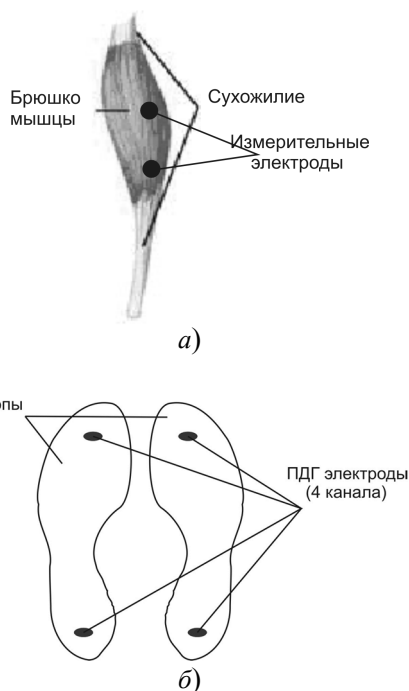 Брюшко
мышцы
Сухожилие
Измерительные
электроды
а)
ПДГ электроды
(4 канала)
б)